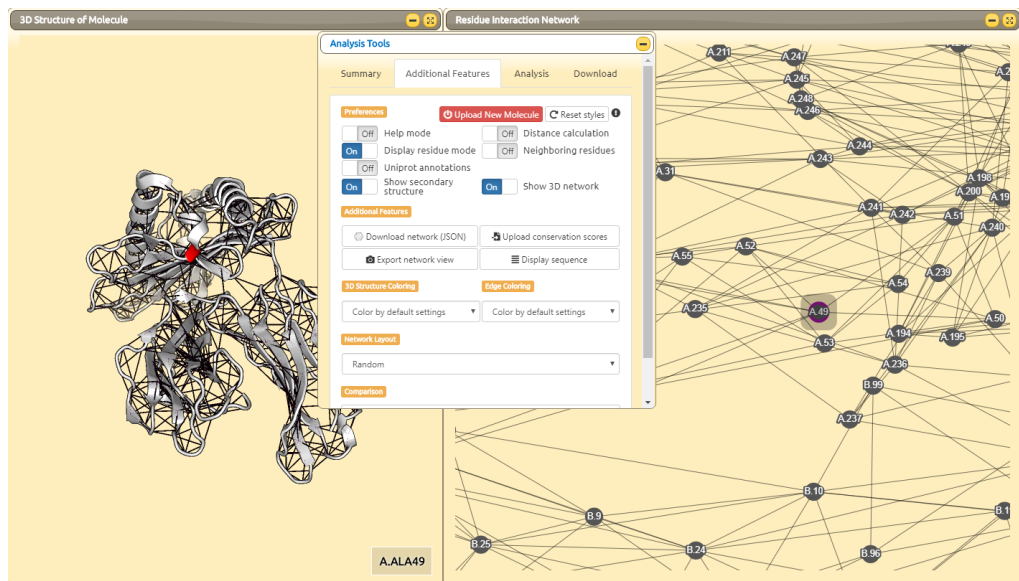 3D Structure of Molecule
Residue Interaction Network
Analysis Tools
Summary
Additional Features
Analysis
Download
Preferences
Upload New Molecule
Reset styles
Off Help mode
Off Distance calculation
On Display residue mode
Off Neighboring residues
Off Uniprot annotations
On Show secondary
structure
On Show 3D network
Additional Features
Download network (JSON)
Upload conservation scores
Export network view
Display sequence
3D Structure Coloring
Edge Coloring
Color by default settings
Color by default settings
Network Layout
Random
Comparison
A.ALA49
A.211
A.247
A.245
A.248
A.246
A.244
A.243
A.31
A.198
A.200
A.241
A.242
A.51
A.240
A.52
A.55
A.239
A.54
A.235
A.49
A.50
A.53
A.194
A.195
A.236
B.99
A.237
B.10
B.9
B.25
B.24
B.96